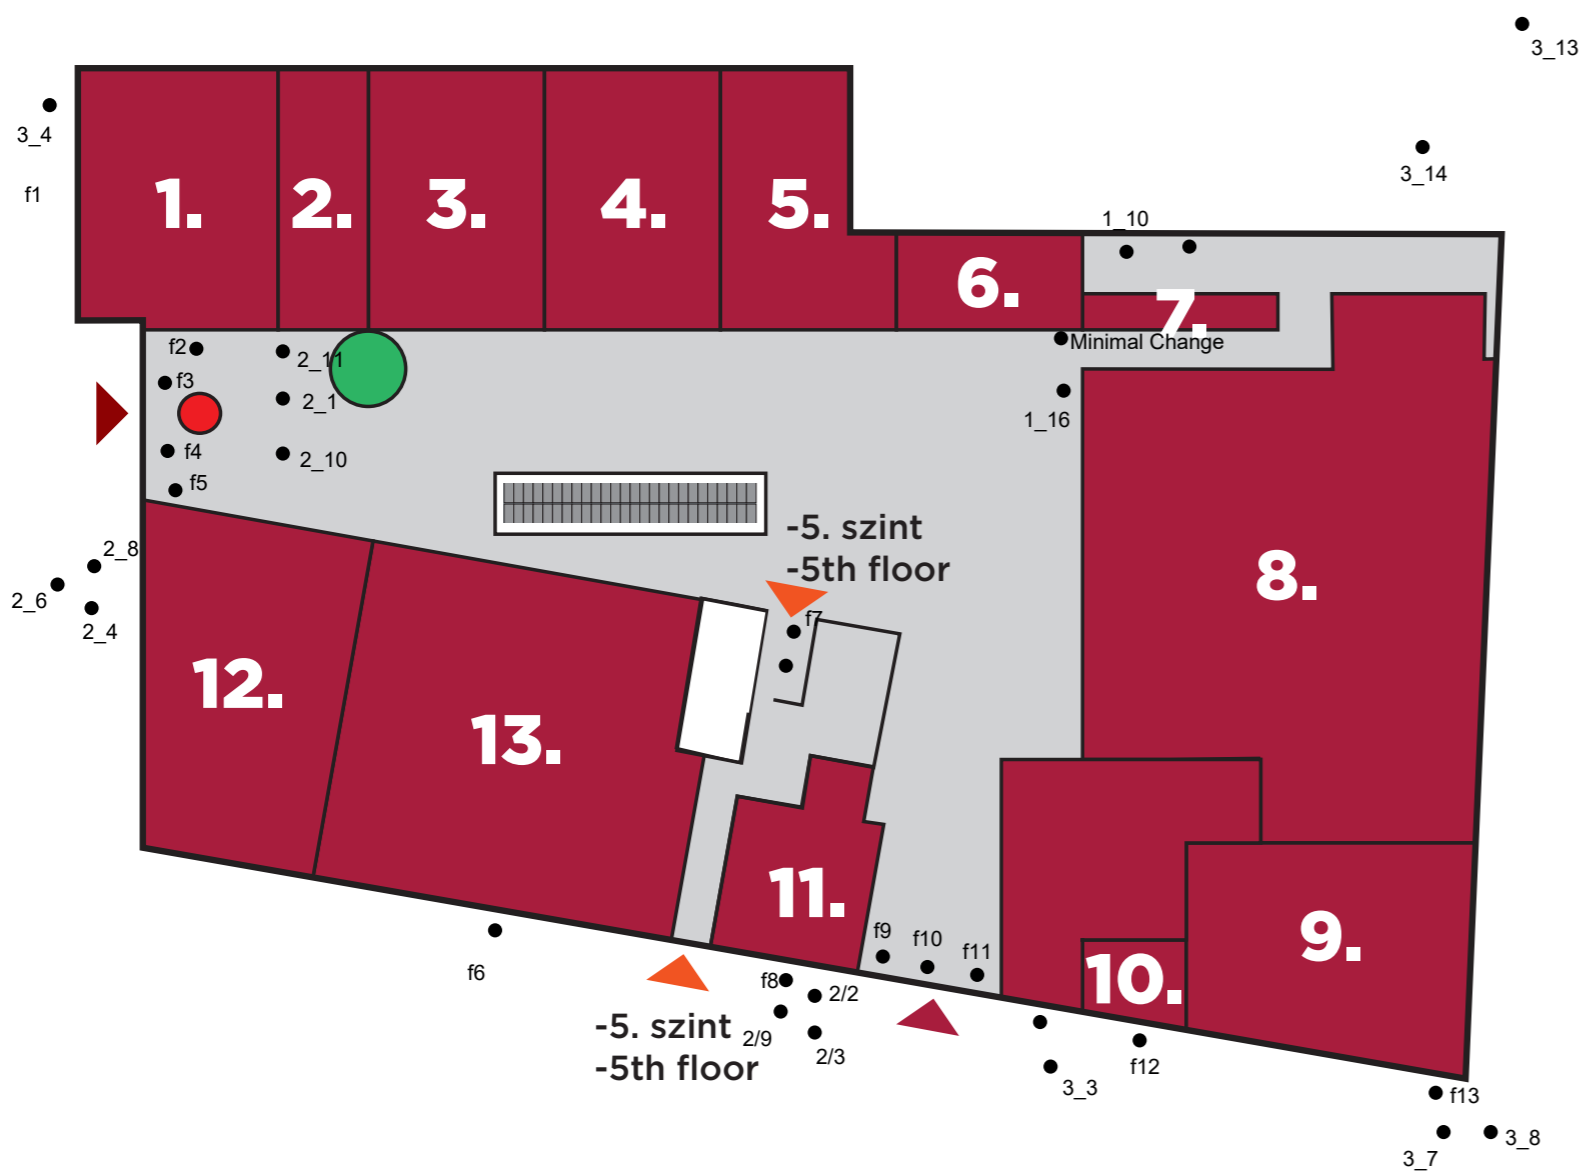 3_13
3_4
3_14
f1
1.
2.
3.
4.
5.
1_10
6.
7.
f2
2_11
Minimal Change
f3
2_1
1_16
f4
2_10
f5
-5. szint
-5th floor
2_8
8.
2_6
2_4
f7
12.
13.
11.
f9
f10
f11
9.
10.
f6
f8
2/2
-5. szint
-5th floor
2/9
2/3
f12
3_3
f13
3_7
3_8